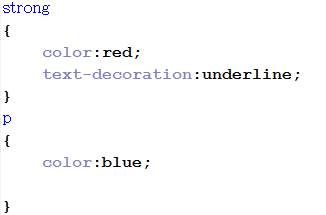 strong
{
color:red;
text-decoration:underline;
}
p
{
color:blue;
}